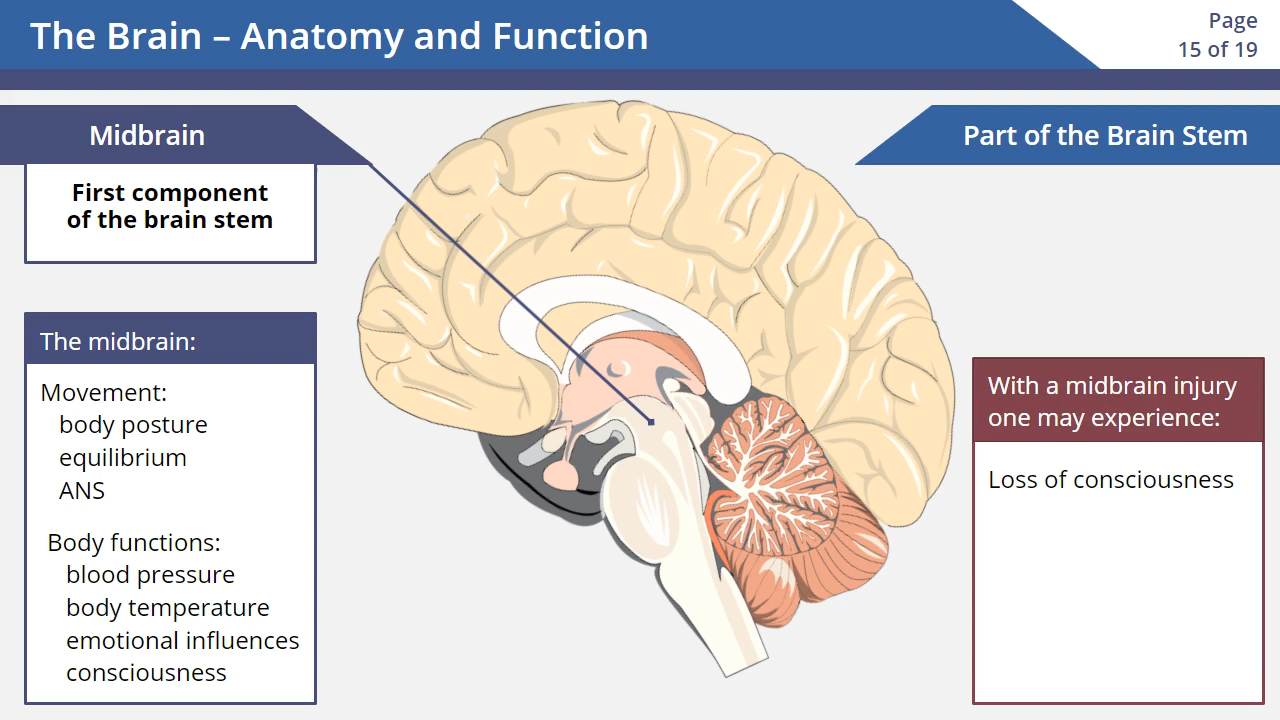 The Brain – Anatomy and Function
Page
15 of 19
Midbrain
Part of the Brain Stem
First component
of the brain stem
The midbrain:
Movement:
body posture
equilibrium
ANS
Body functions:
blood pressure
body temperature
emotional influences
consciousness
With a midbrain injury
one may experience:
Loss of consciousness